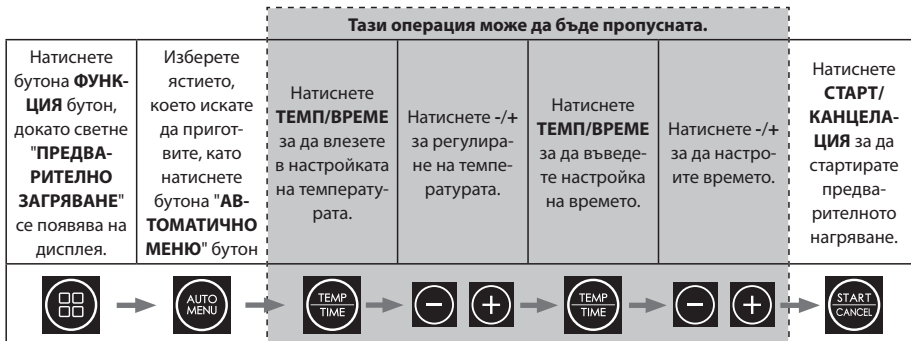 Тази операция може да бъде пропусната.
Натиснете
бутона ФУНК-
ЦИЯ бутон,
докато светне
"ПРЕДВА-
РИТЕЛНО
ЗАГРЯВАНЕ"
се появява на
дисплея.
Изберете
ястието,
което искате
да пригот-
вите, като
натиснете
бутона "АВ-
ТОМАТИЧНО
МЕНЮ" бутон
Натиснете
ТЕМП/ВРЕМЕ
за да влезете
в настройката
на температу-
рата.
Натиснете -/+
за регулира-
не на темпе-
ратурата.
Натиснете
ТЕМП/ВРЕМЕ
за да въведе-
те настройка
на времето.
Натиснете -/+
за да настро-
ите времето.
Натиснете
СТАРТ/
КАНЦЕЛА-
ЦИЯ за да
стартирате
предва-
рителното
нагряване.
AUTO
MENU
TEMP
TIME
TEMP
TIME
START
CANCEL